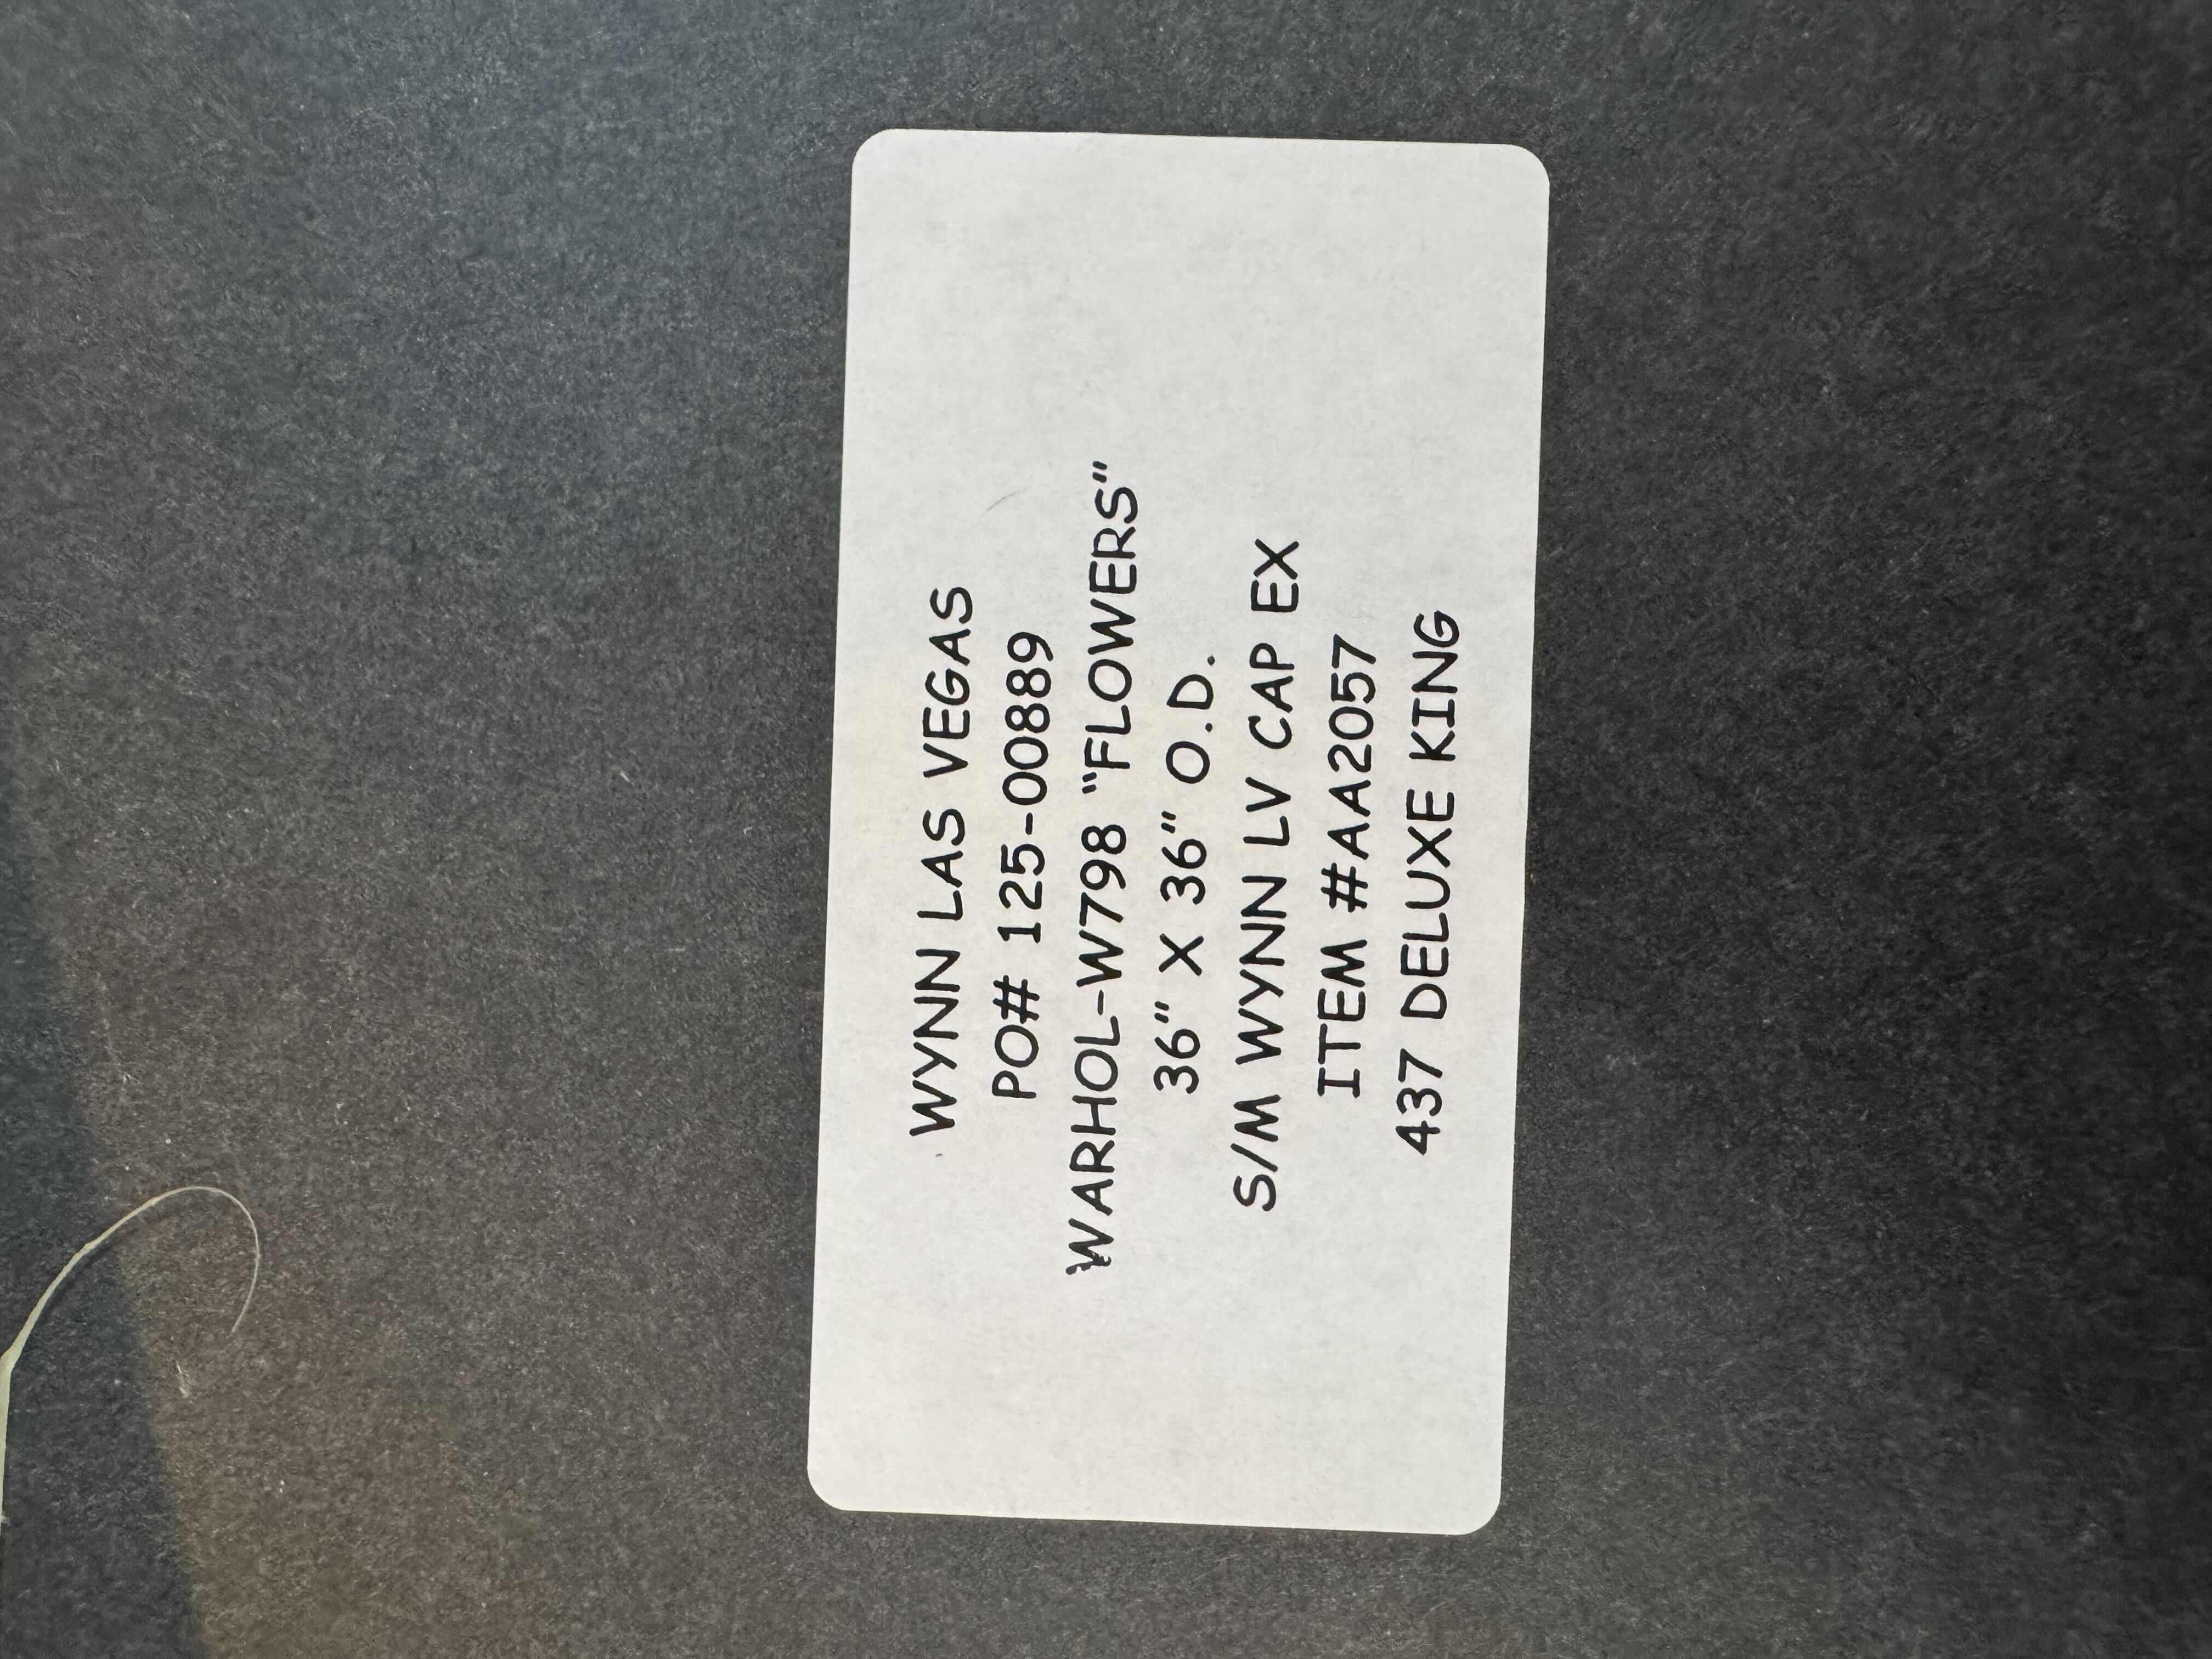 WYNN LAS VEGAS
PO# 125-00889
WARHOL-W798 "FLOWERS"
36" X 36" O.D.
S/M WYNN LV CAP EX
ITEM #AA2057
437 DELUXE KING